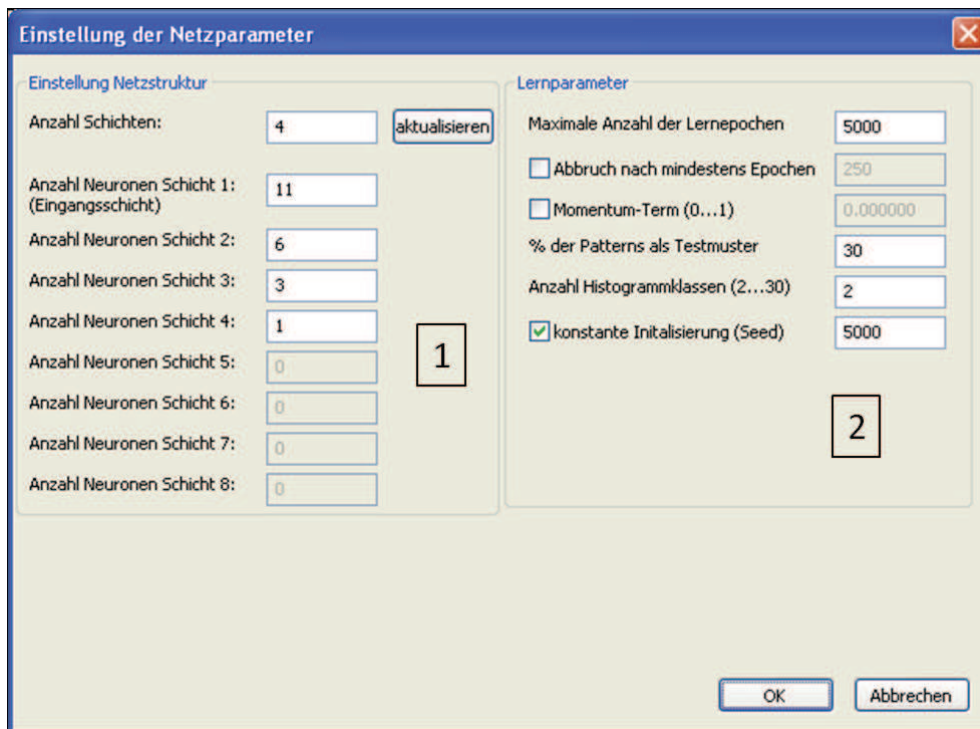 Einstellung der Netzparameter
Einstellung Netzstruktur
Anzahl Schichten: 4 aktualisieren
Anzahl Neuronen Schicht 1: 11
(Eingangsschicht)
Anzahl Neuronen Schicht 2: 6
Anzahl Neuronen Schicht 3: 3
Anzahl Neuronen Schicht 4: 1
Anzahl Neuronen Schicht 5: 0
Anzahl Neuronen Schicht 6: 0
Anzahl Neuronen Schicht 7: 0
Anzahl Neuronen Schicht 8: 0
1
Lernparameter
Maximale Anzahl der Lernepochen 5000
Abbruch nach mindestens Epochen 250
Momentum-Term (0...1) 0.000000
% der Patterns als Testmuster 30
Anzahl Histogrammklassen (2...30) 2
konstante Initalisierung (Seed) 5000
2
OK Abbrechen